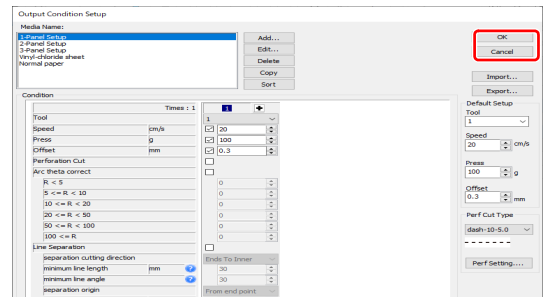 Output Condition Setup
Media Name:
1-Panel Setup
2-Panel Setup
3-Panel Setup
Vinyl-chloride sheet
Normal paper
Add...
Edit...
Delete
Copy
Sort
OK
Cancel
Import...
Export...
Condition
Times : 1
1
Tool
1
Speed cm/s 20
Press g 100
Offset mm 0.3
Perforation Cut
Arc theta correct
R < 5 0
5 <= R < 10 0
10 <= R < 20 0
20 <= R < 50 0
50 <= R < 100 0
100 <= R 0
Line Separation
separation cutting direction Ends To Inner
minimum line length mm ? 30
minimum line angle ? 30
separation origin From end point
Default Setup
Tool
1
Speed
20 cm/s
Press
100 g
Offset
0.3 mm
Perf Cut Type
dash-10-5.0
Perf Setting....